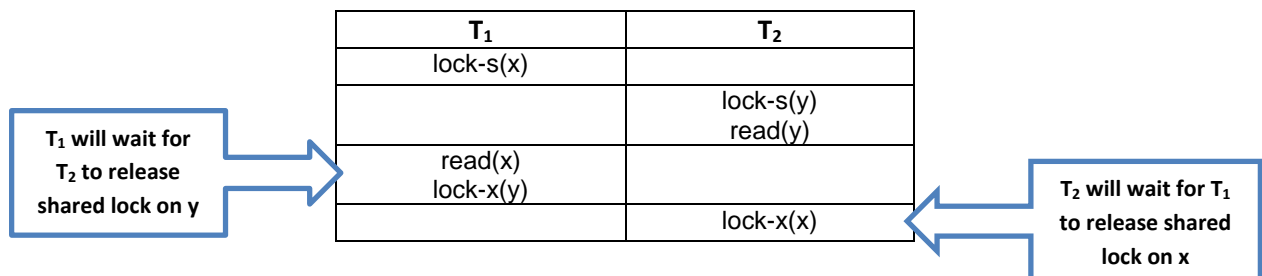 T₁ T₂
lock-s(x)
lock-s(y)
read(y)
T₁ will wait for
T₂ to release
shared lock on y
read(x)
lock-x(y)
lock-x(x)
T₂ will wait for T₁
to release shared
lock on x